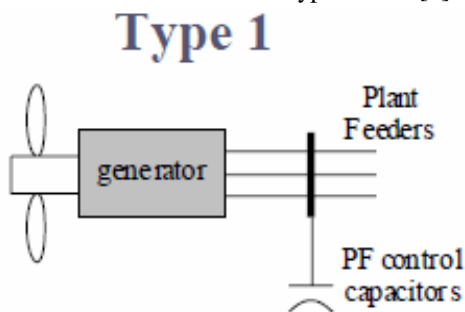 Type 1
Plant
Feeders
generator
PF control
capacitors